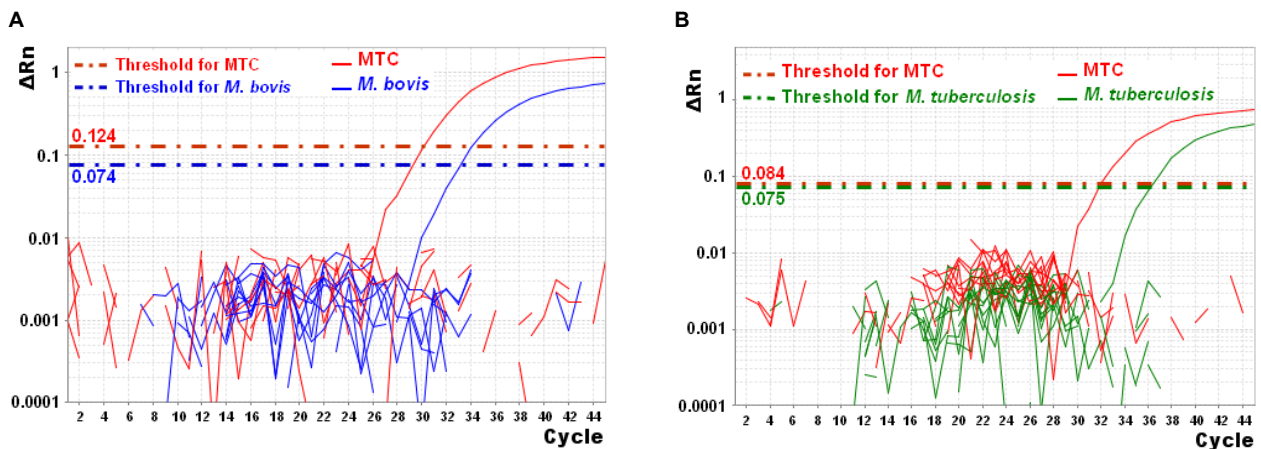 A
ΔRn
Threshold for MTC
MTC
Threshold for M. bovis
M. bovis
1
0.124
0.1
0.074
0.01
0.001
0.0001
2 4 6 8 10 12 14 16 18 20 22 24 26 28 30 32 34 36 38 40 42 44
Cycle
B
ΔRn
Threshold for MTC
MTC
Threshold for M. tuberculosis
M. tuberculosis
1
0.084
0.1
0.075
0.01
0.001
0.0001
2 4 6 8 10 12 14 16 18 20 22 24 26 28 30 32 34 36 38 40 42 44
Cycle